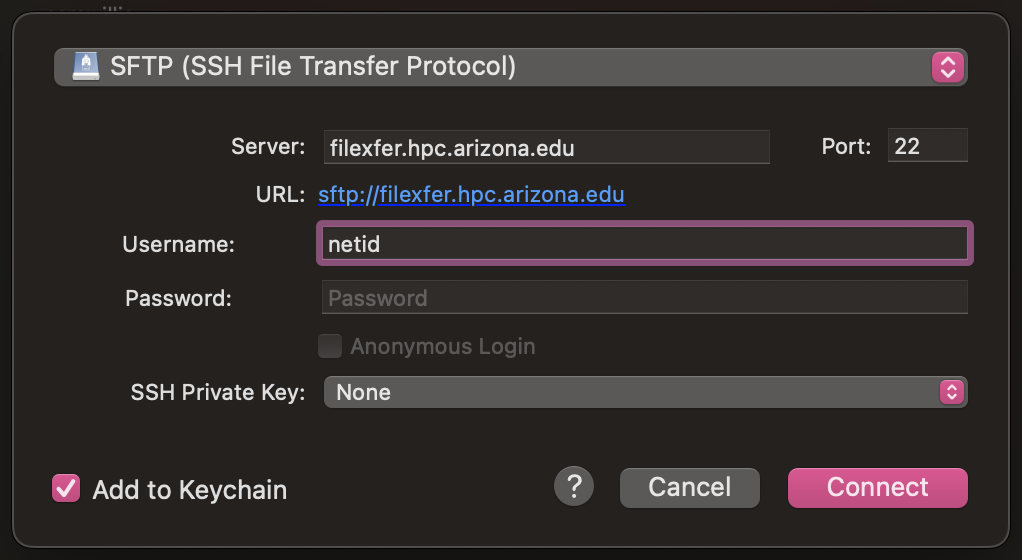 SFTP (SSH File Transfer Protocol)
Server: filexfer.hpc.arizona.edu Port: 22
URL: sftp://filexfer.hpc.arizona.edu
Username: netid
Password: Password
Anonymous Login
SSH Private Key: None
Add to Keychain ? Cancel Connect